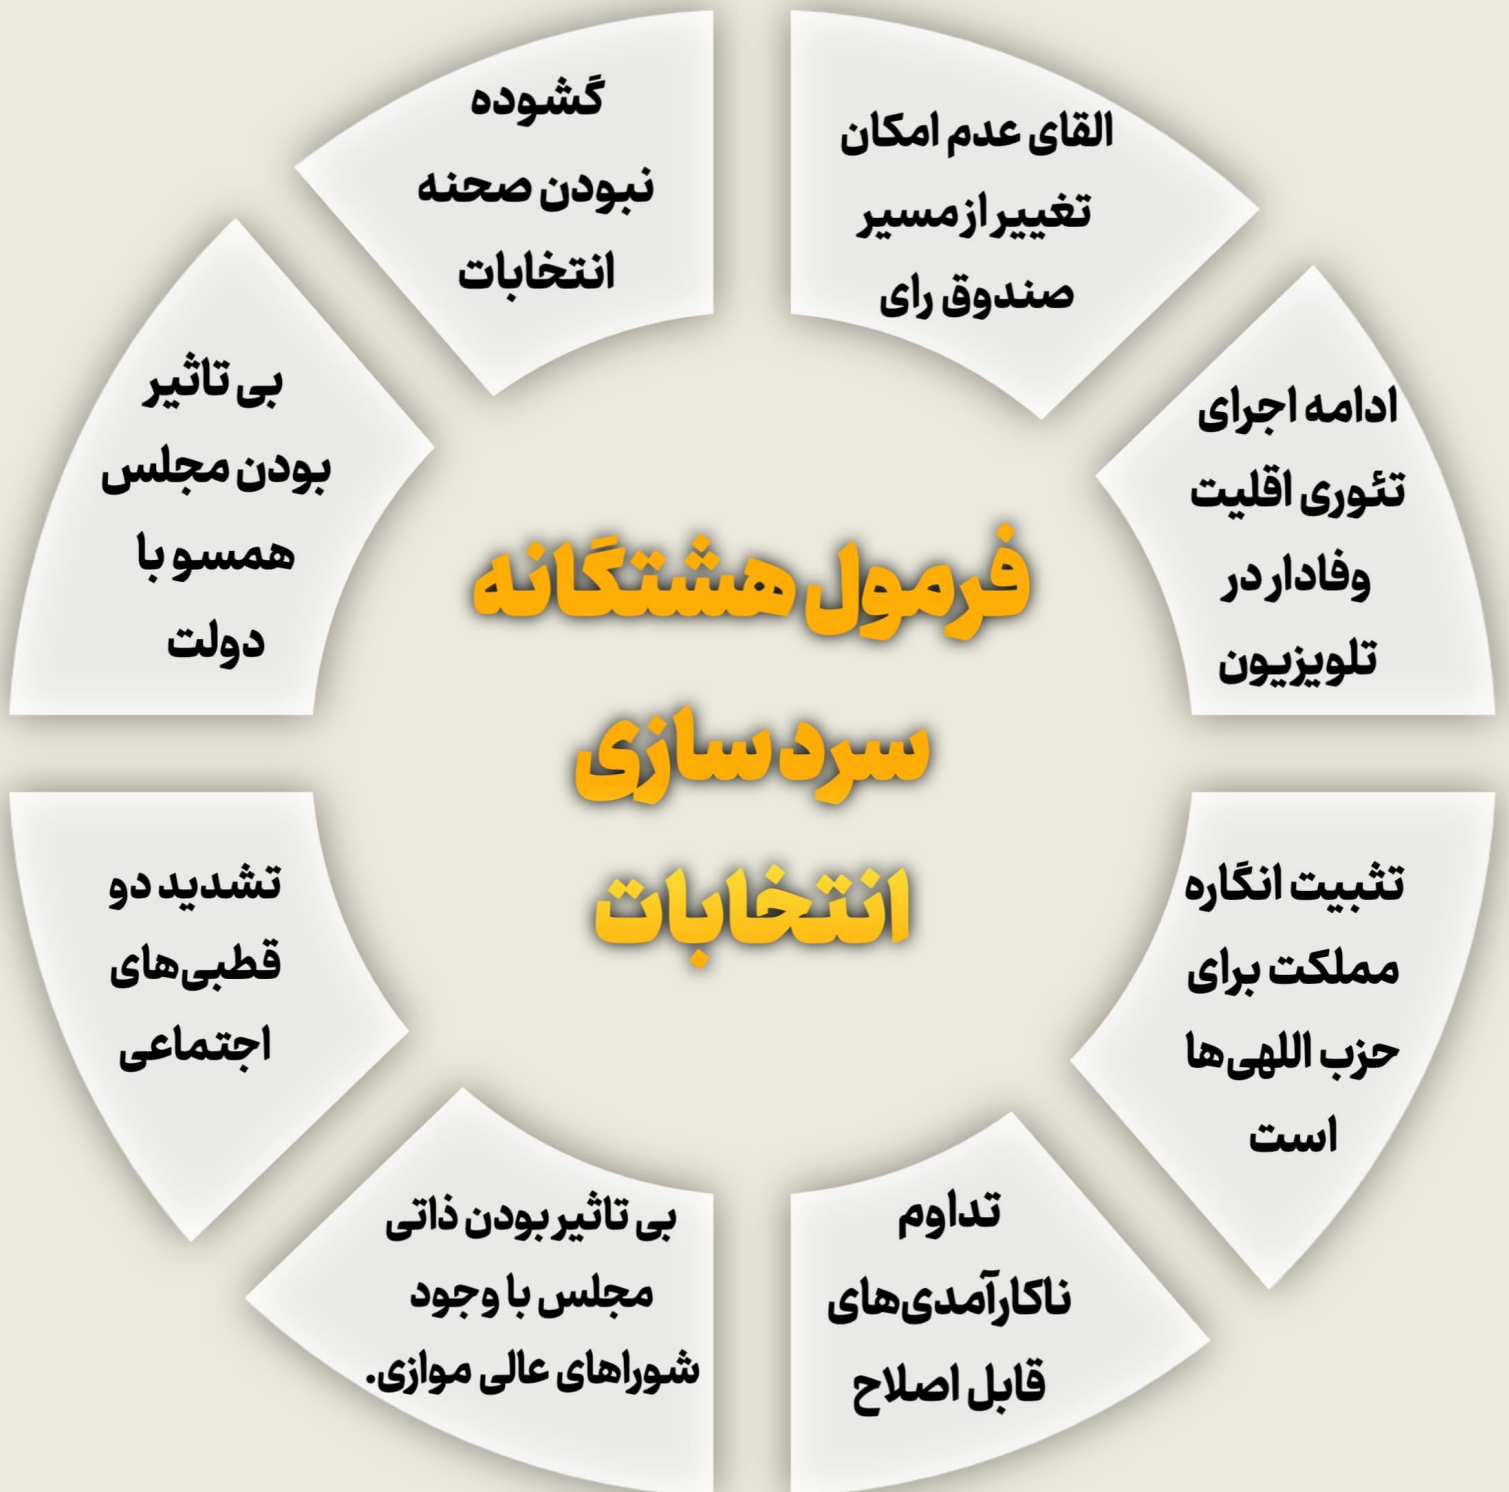 فرمول هشتگانه
سرد سازی
انتخابات
القای عدم امکان
تغییر از مسیر
صندوق رای
ادامه اجرای
تئوری اقلیت
وفادار در
تلویزیون
تثبیت انگاره
مملکت برای
حزب اللهی‌ها
است
تداوم
ناکارآمدی‌های
قابل اصلاح
بی تاثیر بودن ذاتی
مجلس با وجود
شوراهای عالی موازی.
تشدید دو
قطبی‌های
اجتماعی
بی تاثیر
بودن مجلس
همسو با
دولت
گشوده
نبودن صحنه
انتخابات